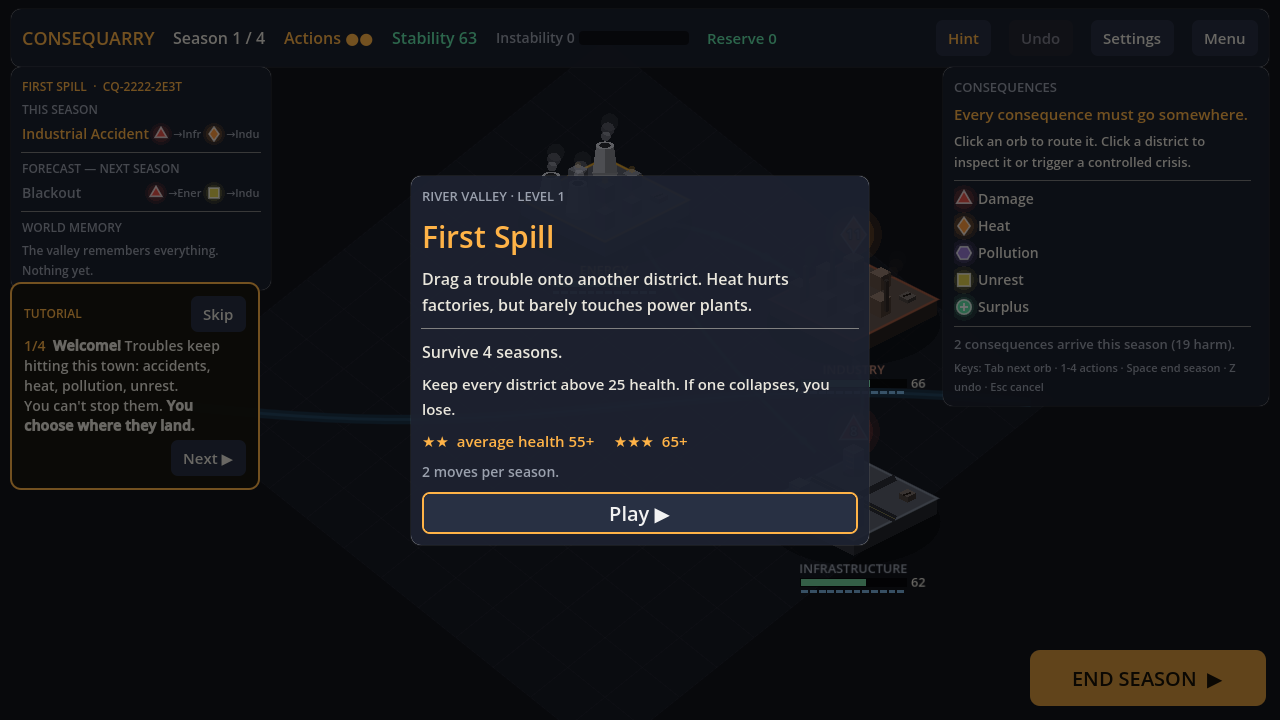 CONSEQUARRY Season 1 / 4 Actions Stability 63 Instability 0 Reserve 0 Hint Undo Settings Menu
FIRST SPILL · CQ-2222-2E3T
THIS SEASON
Industrial Accident →Infr →Indu
FORECAST — NEXT SEASON
Blackout →Ener →Indu
WORLD MEMORY
The valley remembers everything.
Nothing yet.
TUTORIAL Skip
1/4 Welcome! Troubles keep
hitting this town: accidents,
heat, pollution, unrest.
You can't stop them. You
choose where they land.
Next ▶
RIVER VALLEY · LEVEL 1
First Spill
Drag a trouble onto another district. Heat hurts
factories, but barely touches power plants.
Survive 4 seasons.
Keep every district above 25 health. If one collapses, you
lose.
★★ average health 55+ ★★★ 65+
2 moves per season.
Play ▶
66
INFRASTRUCTURE
62
CONSEQUENCES
Every consequence must go somewhere.
Click an orb to route it. Click a district to
inspect it or trigger a controlled crisis.
Damage
Heat
Pollution
Unrest
Surplus
2 consequences arrive this season (19 harm).
Keys: Tab next orb · 1-4 actions · Space end season · Z
undo · Esc cancel
END SEASON ▶